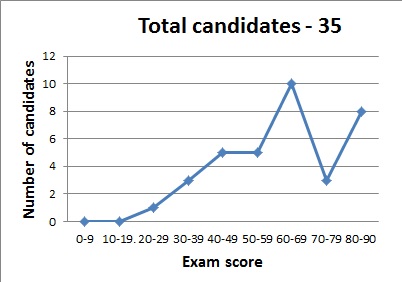 Total candidates - 35
Number of candidates
12
10
8
6
4
2
0
0-9 10-19. 20-29 30-39 40-49 50-59 60-69 70-79 80-90
Exam score